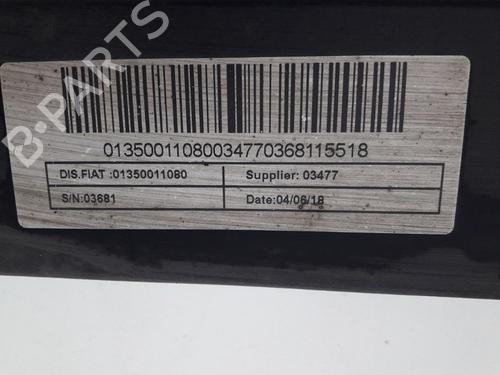 B-PARTS
01350011080034770368115518
DIS.FIAT :01350011080
Supplier: 03477
S/N:03681
Date:04/06/18